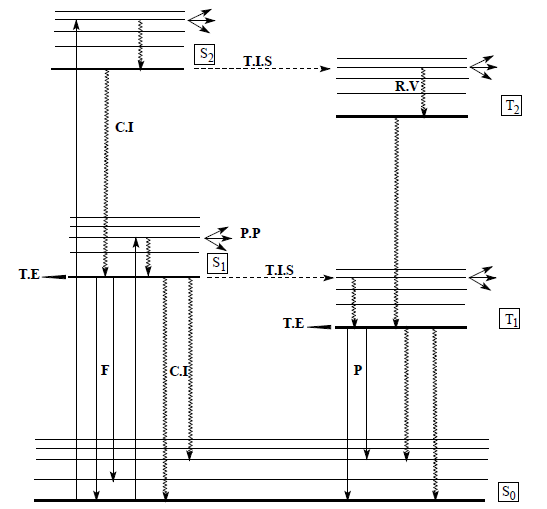 S2
T.I.S
R.V
T2
C.I
P.P
S1
T.E
T.I.S
T.E
T1
F
C.I
P
S0